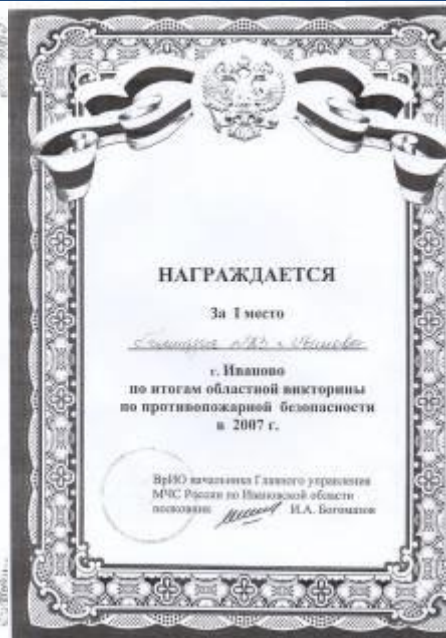 НАГРАЖДАЕТСЯ
За I место
г. Иваново
по итогам областной викторины
по противопожарной безопасности
в 2007 г.
ВрИО начальника Главного управления
МЧС России по Ивановской области
полковник И.А. Богомазов